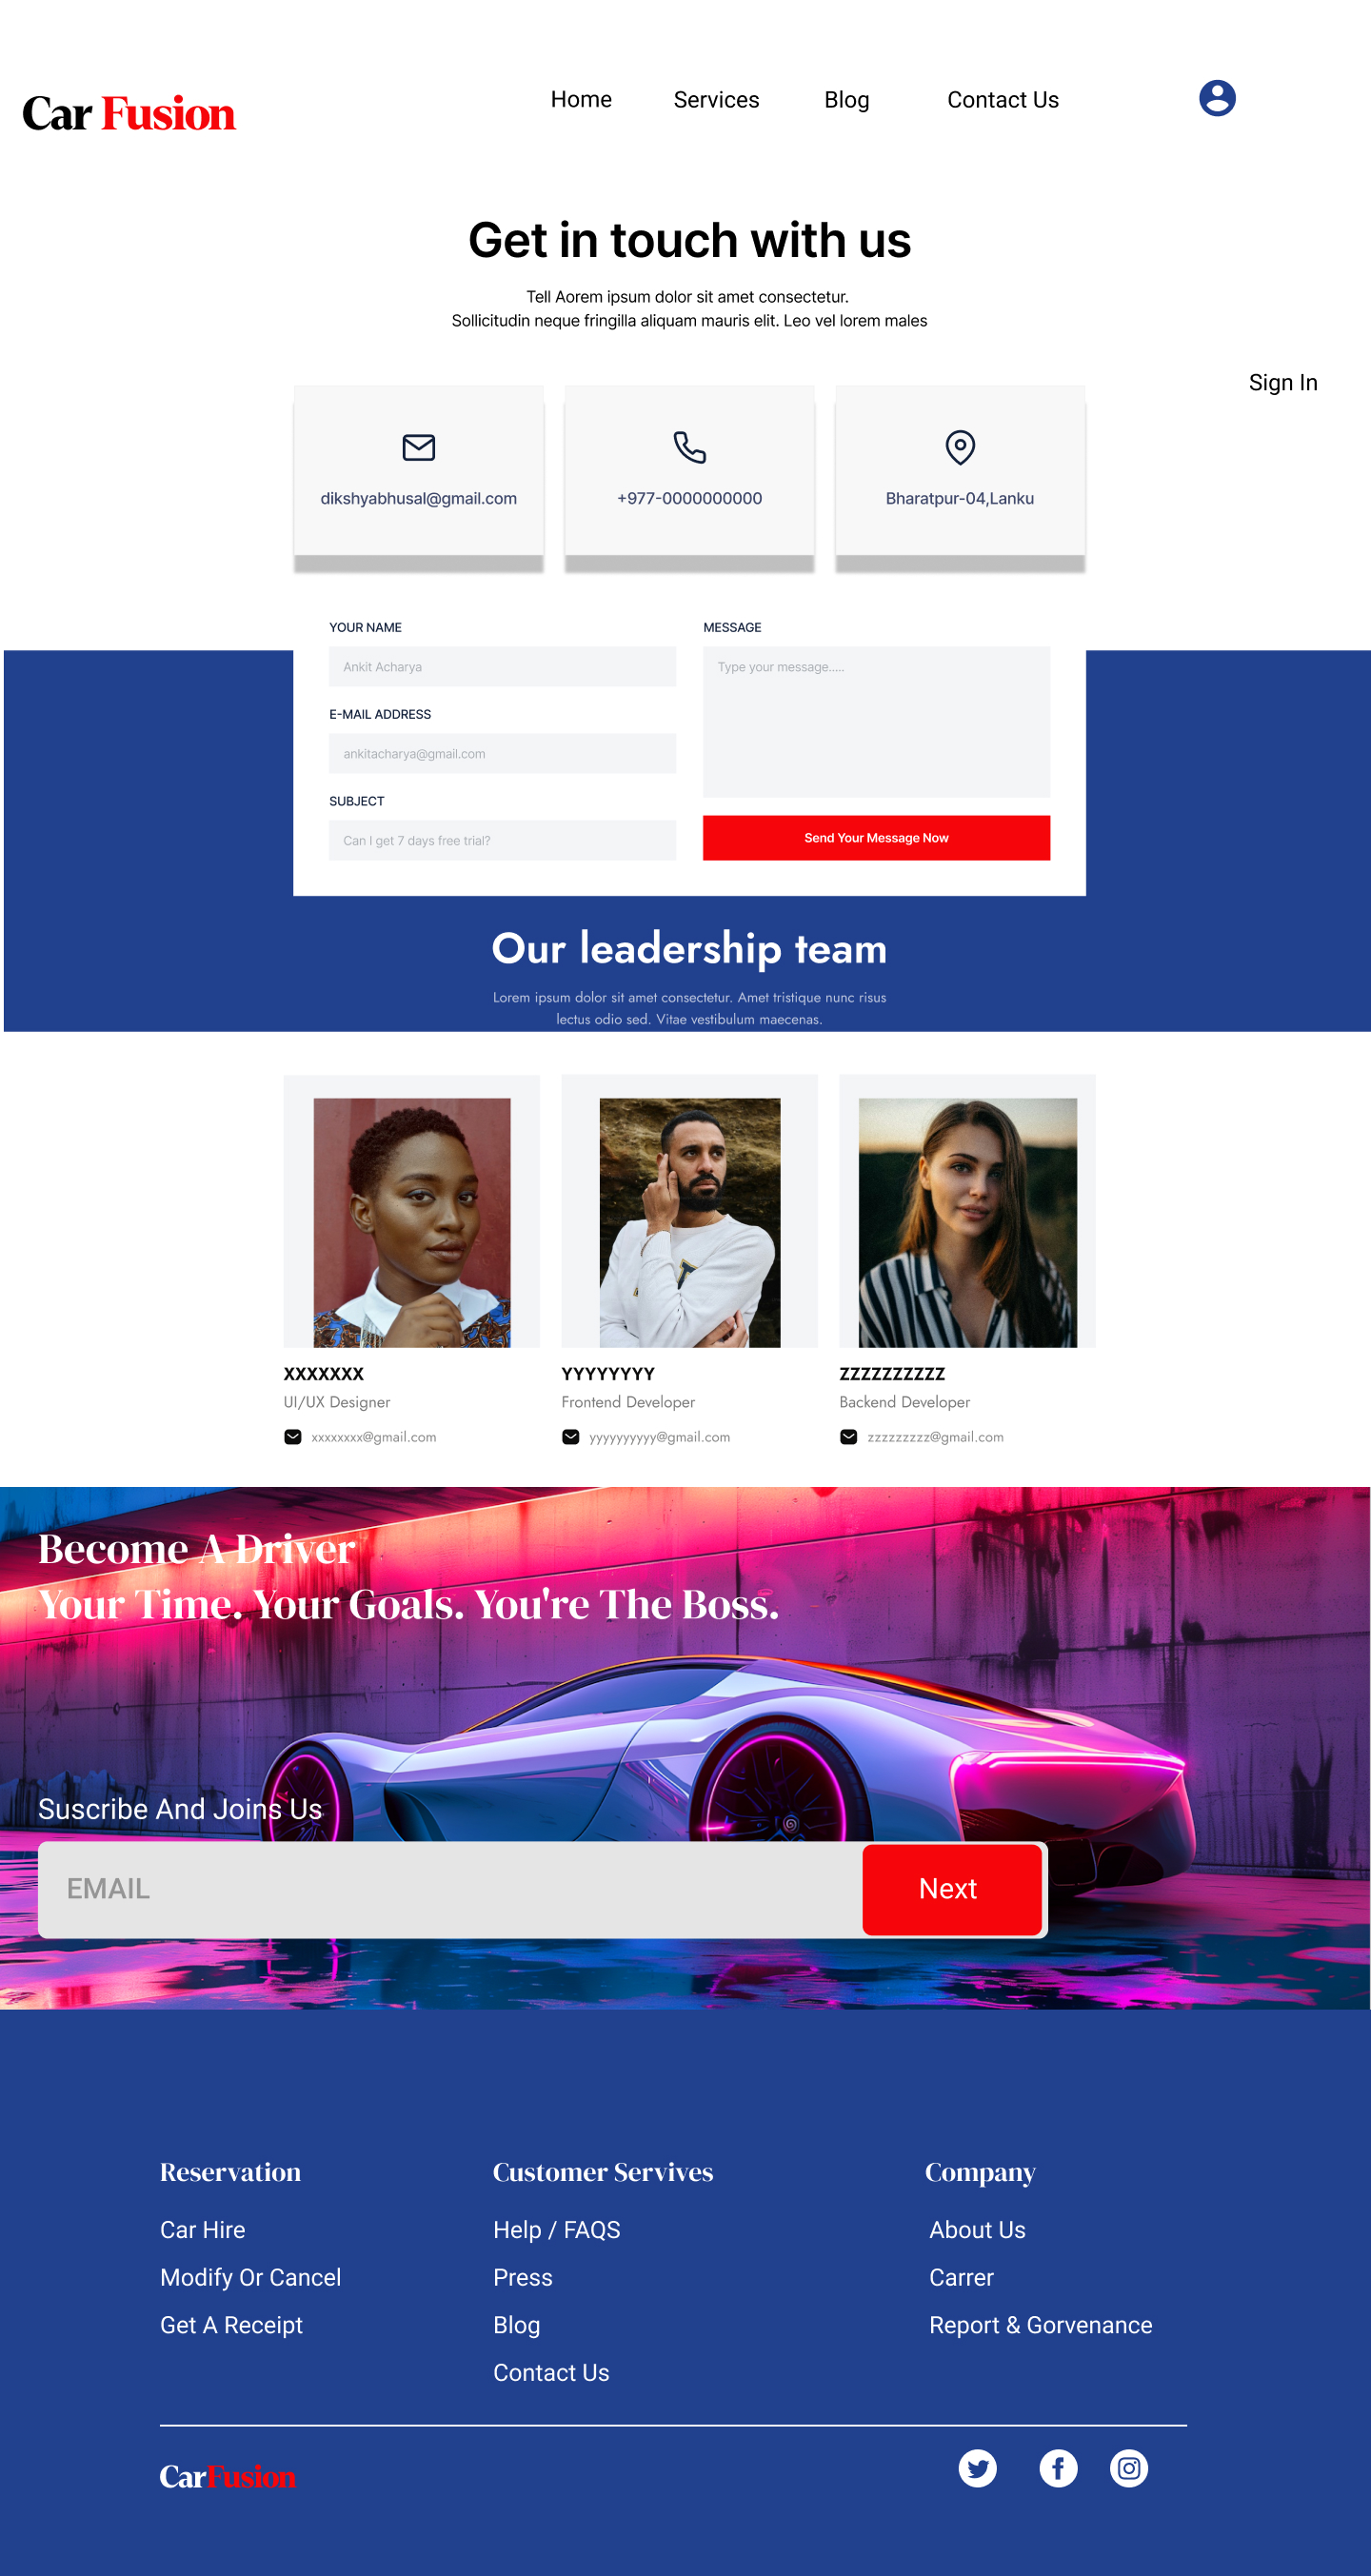 Car Fusion
Home
Services
Blog
Contact Us
Get in touch with us
Tell Aorem ipsum dolor sit amet consectetur.
Sollicitudin neque fringilla aliquam mauris elit. Leo vel lorem males
Sign In
dikshyabhusal@gmail.com
+977-0000000000
Bharatpur-04,Lanku
YOUR NAME
Ankit Acharya
E-MAIL ADDRESS
ankitacharya@gmail.com
SUBJECT
Can I get 7 days free trial?
MESSAGE
Type your message.....
Send Your Message Now
Our leadership team
Lorem ipsum dolor sit amet consectetur. Amet tristique nunc risus
lectus odio sed. Vitae vestibulum maecenas.
XXXXXXX
UI/UX Designer
xxxxxxxx@gmail.com
YYYYYYYY
Frontend Developer
yyyyyyyyyy@gmail.com
ZZZZZZZZZZ
Backend Developer
zzzzzzzzz@gmail.com
Become A Driver
Your Time. Your Goals. You're The Boss.
Suscribe And Joins Us
EMAIL
Next
Reservation
Car Hire
Modify Or Cancel
Get A Receipt
Customer Servives
Help / FAQS
Press
Blog
Contact Us
Company
About Us
Carrer
Report & Gorvenance
CarFusion